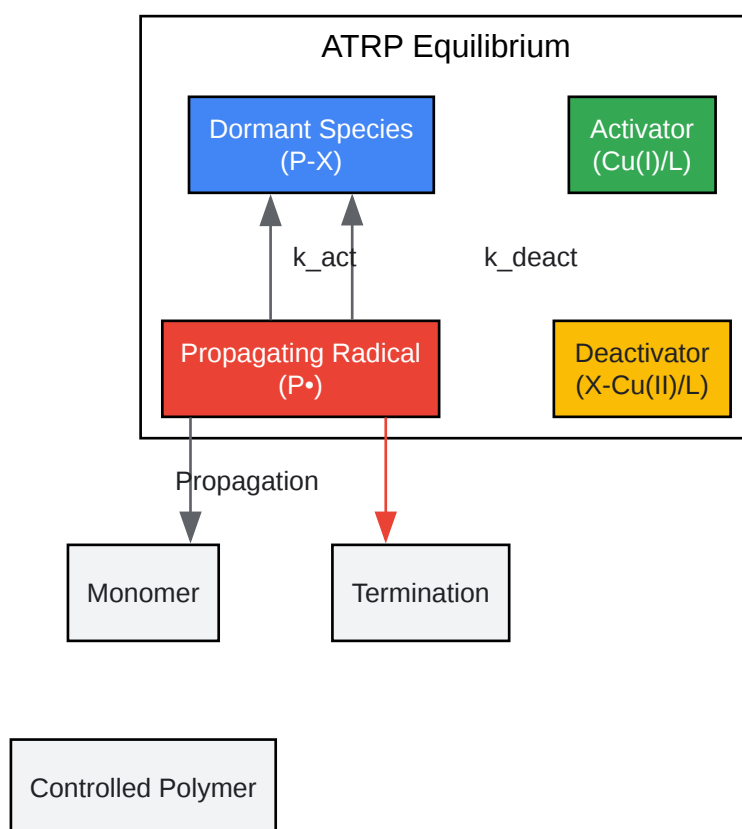 ATRP Equilibrium
Dormant Species
(P-X)
Activator
(Cu(I)/L)
k_act
k_deact
Propagating Radical
(P•)
Deactivator
(X-Cu(II)/L)
Propagation
Monomer
Termination
Controlled Polymer